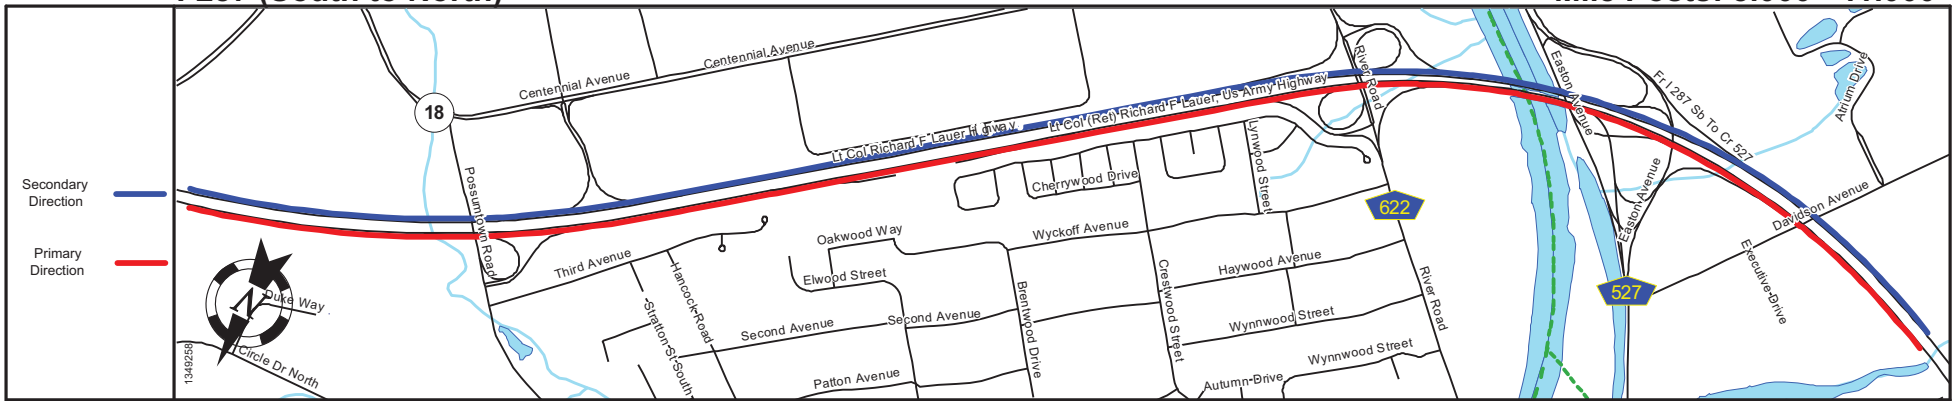 Centennial Avenue
Centennial Avenue
18
Possumtown Road
Lt Col Richard F Lauer Higway
Lt Col (Ret) Richard F Lauer, Us Army Highway
River Road
Easton Avenue
Fr I 287 Sb To Cr 527
Atrium Drive
Secondary
Direction
Primary
Direction
Lynwood Street
Cherrywood Drive
622
Easton Avenue
Davidson Avenue
Executive Drive
527
Third Avenue
Hancock Road
Stratton St South
Oakwood Way
Elwood Street
Wyckoff Avenue
Haywood Avenue
Crestwood Street
Brentwood Drive
River Road
Second Avenue
Second Avenue
Wynnwood Street
Wynnwood Street
Patton Avenue
Autumn Drive
N
Duke Way
Circle Dr North
1349258